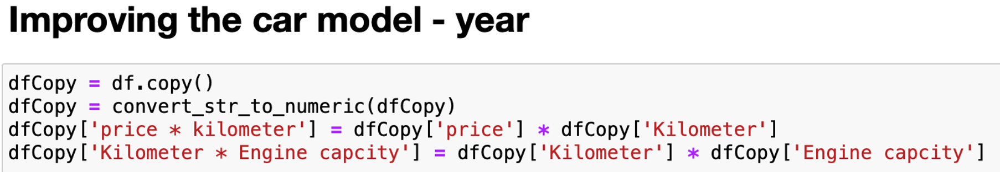 Improving the car model - year
dfCopy = df.copy()
dfCopy = convert_str_to_numeric(dfCopy)
dfCopy['price * kilometer'] = dfCopy['price'] * dfCopy['Kilometer']
dfCopy['Kilometer * Engine capcity'] = dfCopy['Kilometer'] * dfCopy['Engine capcity']